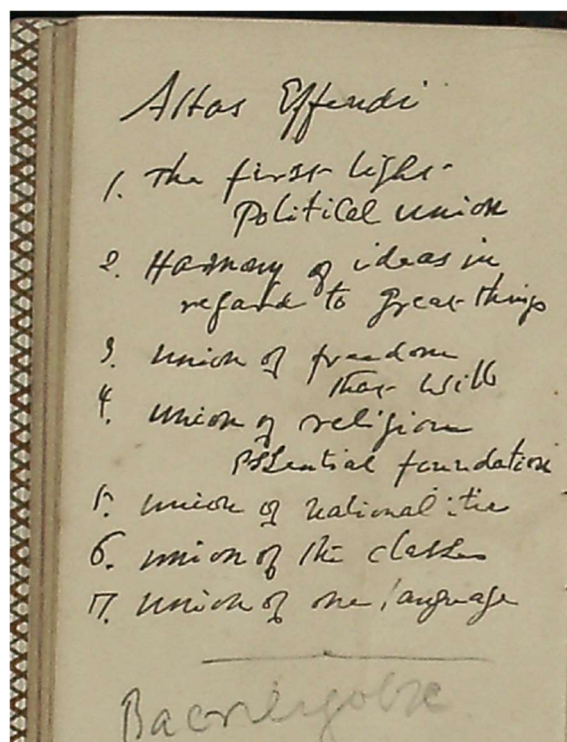 Abbas Effendi
1. The first light
Political union
2. Harmony of ideas in
regard to great things
3. Union of freedom
that will
4. Union of religion
essential foundation
5. Union of nationalitie
6. Union of the classes
7. Union of one language